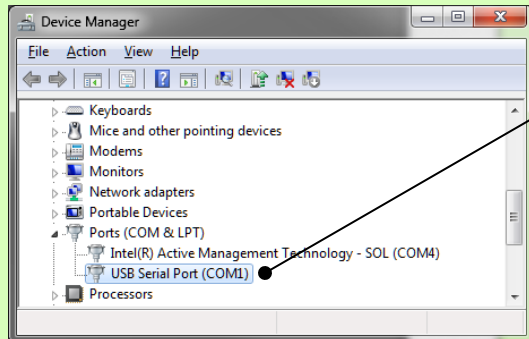 Device Manager
File Action View Help
Keyboards
Mice and other pointing devices
Modems
Monitors
Network adapters
Portable Devices
Ports (COM & LPT)
Intel(R) Active Management Technology - SOL (COM4)
USB Serial Port (COM1)
Processors